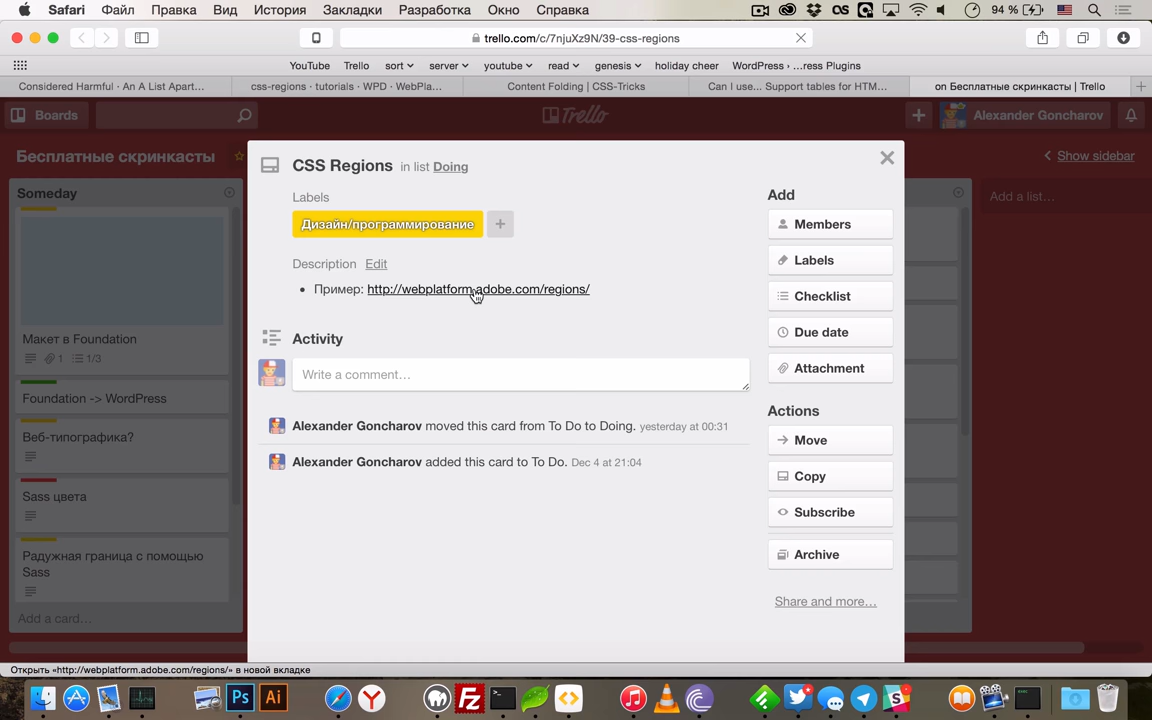 Safari Файл Правка Вид История Закладки Разработка Окно Справка 94 %
trello.com/c/7njuXz9N/39-css-regions
YouTube Trello sort server youtube read genesis holiday cheer WordPress › …ress Plugins
Considered Harmful · An A List Apart… css-regions · tutorials · WPD · WebPla… Content Folding | CSS-Tricks Can I use... Support tables for HTM… on Бесплатные скринкасты | Trello
Boards Trello Alexander Goncharov
Бесплатные скринкасты Show sidebar
Someday
Add a list…
Макет в Foundation
1 1/3
Foundation -> WordPress
Веб-типографика?
Sass цвета
Радужная граница с помощью
Sass
Add a card…
CSS Regions in list Doing
Labels
Дизайн/программирование +
Description Edit
• Пример: http://webplatform.adobe.com/regions/
Activity
Write a comment…
Alexander Goncharov moved this card from To Do to Doing. yesterday at 00:31
Alexander Goncharov added this card to To Do. Dec 4 at 21:04
Add
Members
Labels
Checklist
Due date
Attachment
Actions
Move
Copy
Subscribe
Archive
Share and more…
Открыть «http://webplatform.adobe.com/regions/» в новой вкладке
Ps Ai